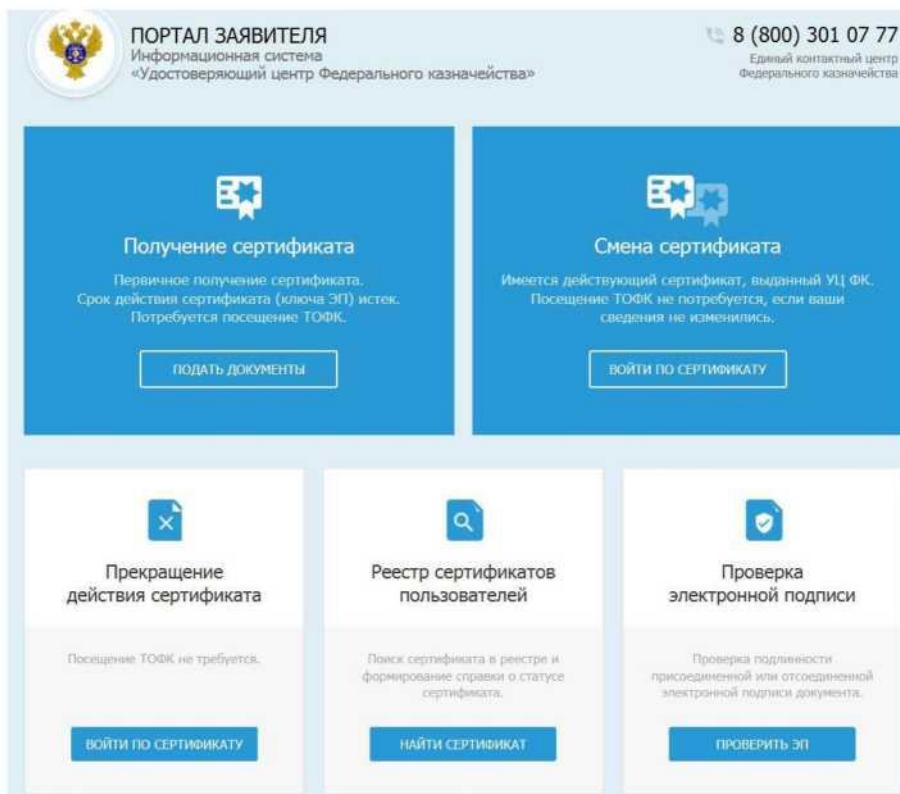 ПОРТАЛ ЗАЯВИТЕЛЯ
Информационная система
«Удостоверяющий центр Федерального казначейства»
8 (800) 301 07 77
Единый контактный центр
Федерального казначейства
Получение сертификата
Первичное получение сертификата.
Срок действия сертификата (ключа ЭП) истек.
Потребуется посещение ТОФК.
ПОДАТЬ ДОКУМЕНТЫ
Смена сертификата
Имеется действующий сертификат, выданный УЦ ФК.
Посещение ТОФК не потребуется, если ваши
сведения не изменились.
ВОЙТИ ПО СЕРТИФИКАТУ
Прекращение
действия сертификата
Посещение ТОФК не требуется.
ВОЙТИ ПО СЕРТИФИКАТУ
Реестр сертификатов
пользователей
Поиск сертификата в реестре и
формирование справки о статусе
сертификата.
НАЙТИ СЕРТИФИКАТ
Проверка
электронной подписи
Проверка подлинности
присоединенной или отсоединенной
электронной подписи документа.
ПРОВЕРИТЬ ЭП